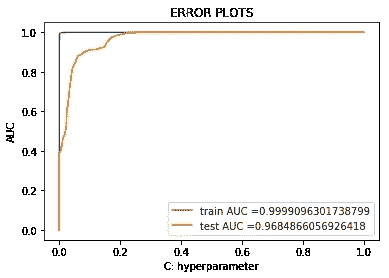 ERROR PLOTS
1.0
0.8
0.6
0.4
0.2
0.0
AUC
train AUC =0.9999096301738799
test AUC =0.9684866056926418
0.0 0.2 0.4 0.6 0.8 1.0
C: hyperparameter